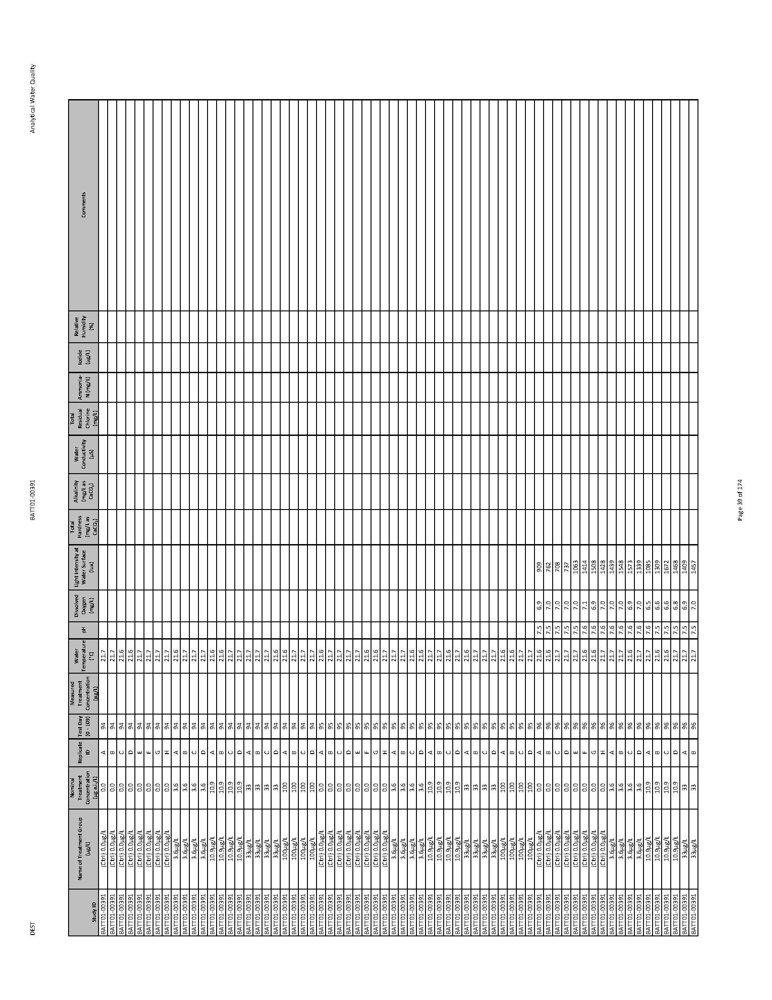 DEST BATT01-00391 Analytical Water Quality
Study ID Name of Treatment Group (µg/L) Nominal Treatment Concentration (µg a.i./L) Replicate ID Test Day (0 - 109) Measured Treatment Concentration (µg/L) Water Temperature (°C) pH Dissolved Oxygen (mg/L) Light Intensity at Water Surface (lux) Total Hardness (mg/L as CaCO₃) Alkalinity (mg/L as CaCO₃) Water Conductivity (µS) Total Residual Chlorine (mg/L) Ammonia-N (mg/L) Iodide (µg/L) Relative Humidity (%) Comments
BATT01-00391 (Ctrl) 0.0µg/L 0.0 A 94 21.7
BATT01-00391 (Ctrl) 0.0µg/L 0.0 B 94 21.7
BATT01-00391 (Ctrl) 0.0µg/L 0.0 C 94 21.6
BATT01-00391 (Ctrl) 0.0µg/L 0.0 D 94 21.6
BATT01-00391 (Ctrl) 0.0µg/L 0.0 E 94 21.7
BATT01-00391 (Ctrl) 0.0µg/L 0.0 F 94 21.7
BATT01-00391 (Ctrl) 0.0µg/L 0.0 G 94 21.7
BATT01-00391 (Ctrl) 0.0µg/L 0.0 H 94 21.7
BATT01-00391 3.6µg/L 3.6 A 94 21.6
BATT01-00391 3.6µg/L 3.6 B 94 21.7
BATT01-00391 3.6µg/L 3.6 C 94 21.7
BATT01-00391 3.6µg/L 3.6 D 94 21.7
BATT01-00391 10.9µg/L 10.9 A 94 21.6
BATT01-00391 10.9µg/L 10.9 B 94 21.6
BATT01-00391 10.9µg/L 10.9 C 94 21.7
BATT01-00391 10.9µg/L 10.9 D 94 21.7
BATT01-00391 33µg/L 33 A 94 21.7
BATT01-00391 33µg/L 33 B 94 21.7
BATT01-00391 33µg/L 33 C 94 21.7
BATT01-00391 33µg/L 33 D 94 21.6
BATT01-00391 100µg/L 100 A 94 21.6
BATT01-00391 100µg/L 100 B 94 21.7
BATT01-00391 100µg/L 100 C 94 21.7
BATT01-00391 100µg/L 100 D 94 21.7
BATT01-00391 (Ctrl) 0.0µg/L 0.0 A 95 21.6
BATT01-00391 (Ctrl) 0.0µg/L 0.0 B 95 21.7
BATT01-00391 (Ctrl) 0.0µg/L 0.0 C 95 21.7
BATT01-00391 (Ctrl) 0.0µg/L 0.0 D 95 21.7
BATT01-00391 (Ctrl) 0.0µg/L 0.0 E 95 21.7
BATT01-00391 (Ctrl) 0.0µg/L 0.0 F 95 21.6
BATT01-00391 (Ctrl) 0.0µg/L 0.0 G 95 21.6
BATT01-00391 (Ctrl) 0.0µg/L 0.0 H 95 21.7
BATT01-00391 3.6µg/L 3.6 A 95 21.7
BATT01-00391 3.6µg/L 3.6 B 95 21.6
BATT01-00391 3.6µg/L 3.6 C 95 21.6
BATT01-00391 3.6µg/L 3.6 D 95 21.6
BATT01-00391 10.9µg/L 10.9 A 95 21.7
BATT01-00391 10.9µg/L 10.9 B 95 21.7
BATT01-00391 10.9µg/L 10.9 C 95 21.6
BATT01-00391 10.9µg/L 10.9 D 95 21.7
BATT01-00391 33µg/L 33 A 95 21.6
BATT01-00391 33µg/L 33 B 95 21.7
BATT01-00391 33µg/L 33 C 95 21.7
BATT01-00391 33µg/L 33 D 95 21.7
BATT01-00391 100µg/L 100 A 95 21.6
BATT01-00391 100µg/L 100 B 95 21.6
BATT01-00391 100µg/L 100 C 95 21.7
BATT01-00391 100µg/L 100 D 95 21.7
BATT01-00391 (Ctrl) 0.0µg/L 0.0 A 96 21.6 7.5 6.9 909
BATT01-00391 (Ctrl) 0.0µg/L 0.0 B 96 21.6 7.5 7.0 762
BATT01-00391 (Ctrl) 0.0µg/L 0.0 C 96 21.7 7.5 7.0 708
BATT01-00391 (Ctrl) 0.0µg/L 0.0 D 96 21.7 7.5 7.0 737
BATT01-00391 (Ctrl) 0.0µg/L 0.0 E 96 21.7 7.5 7.0 1063
BATT01-00391 (Ctrl) 0.0µg/L 0.0 F 96 21.6 7.6 7.1 1414
BATT01-00391 (Ctrl) 0.0µg/L 0.0 G 96 21.6 7.6 6.9 1508
BATT01-00391 (Ctrl) 0.0µg/L 0.0 H 96 21.7 7.6 7.0 1428
BATT01-00391 3.6µg/L 3.6 A 96 21.7 7.6 7.0 1439
BATT01-00391 3.6µg/L 3.6 B 96 21.7 7.6 7.0 1548
BATT01-00391 3.6µg/L 3.6 C 96 21.6 7.6 6.9 1573
BATT01-00391 3.6µg/L 3.6 D 96 21.7 7.6 7.0 1339
BATT01-00391 10.9µg/L 10.9 A 96 21.7 7.6 6.5 1085
BATT01-00391 10.9µg/L 10.9 B 96 21.6 7.5 6.6 1309
BATT01-00391 10.9µg/L 10.9 C 96 21.6 7.5 6.6 1672
BATT01-00391 10.9µg/L 10.9 D 96 21.7 7.5 6.8 1468
BATT01-00391 33µg/L 33 A 96 21.7 7.5 6.9 1409
BATT01-00391 33µg/L 33 B 96 21.7 7.5 7.0 1457
Page 39 of 174